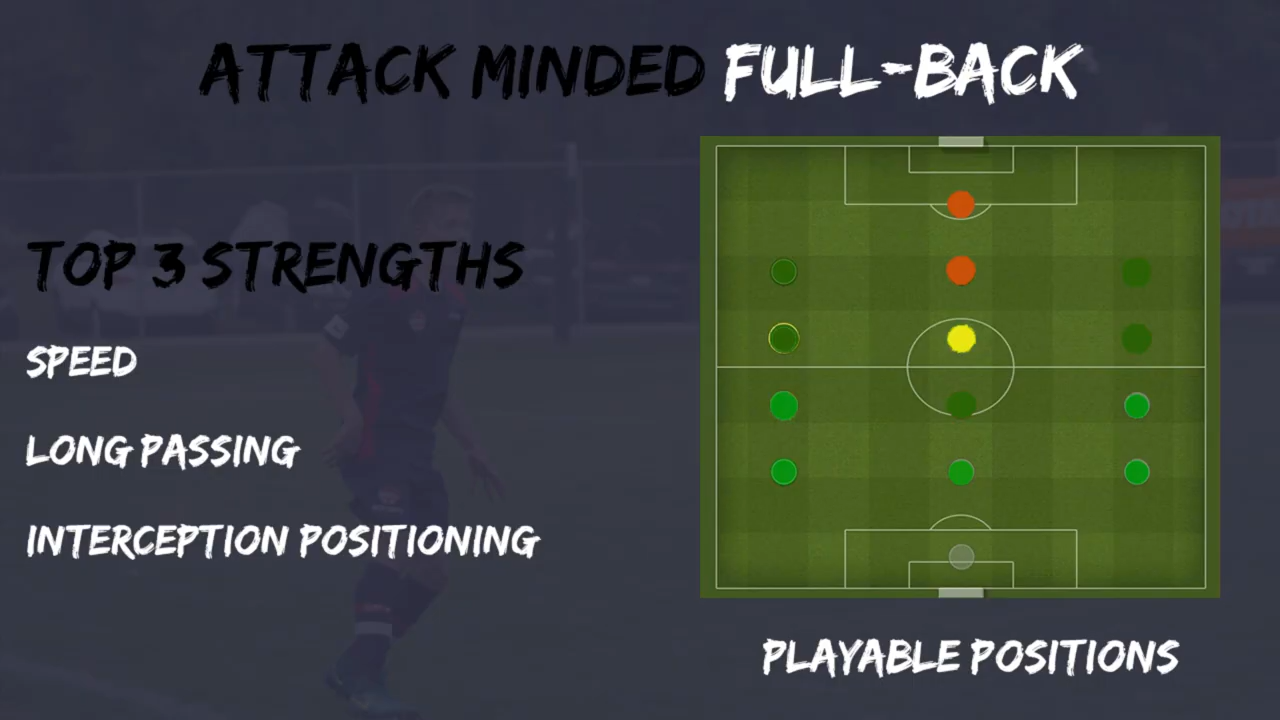 ATTACK MINDED FULL-BACK
TOP 3 STRENGTHS
SPEED
LONG PASSING
INTERCEPTION POSITIONING
PLAYABLE POSITIONS